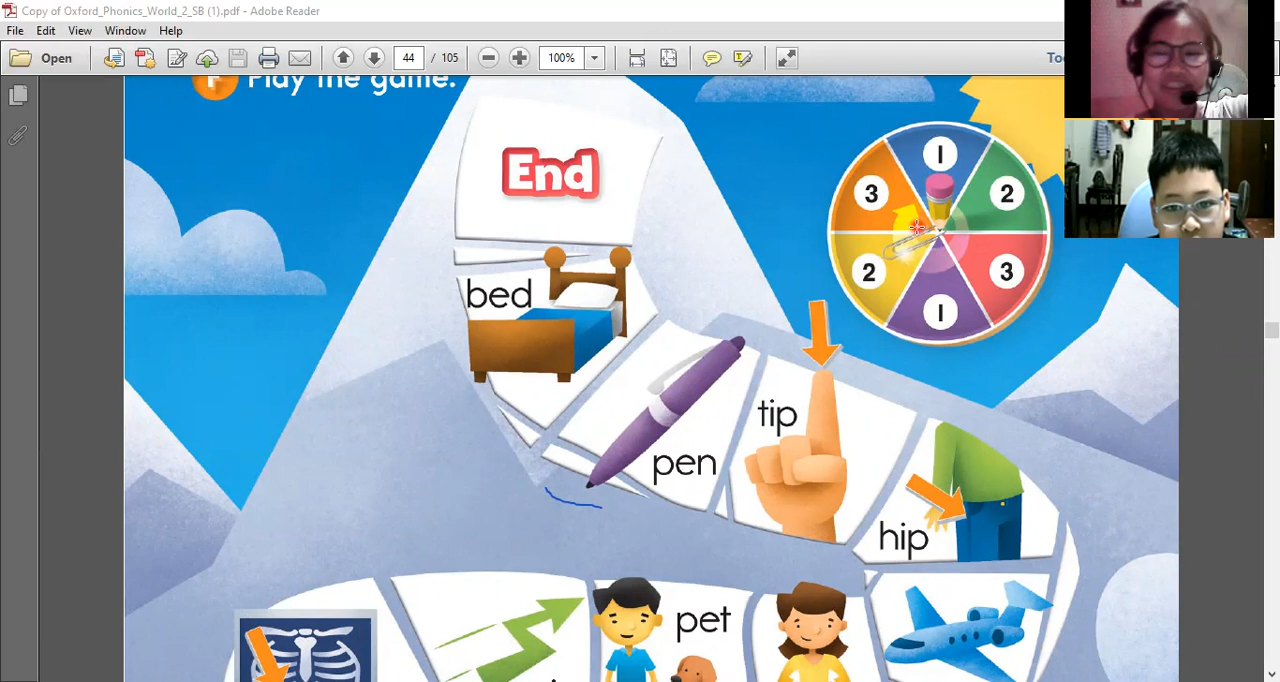 Copy of Oxford_Phonics_World_2_SB (1).pdf - Adobe Reader
File Edit View Window Help
Open 44 / 105 100%
Play the game.
End
1
3
2
2
3
1
bed
pen
tip
hip
pet